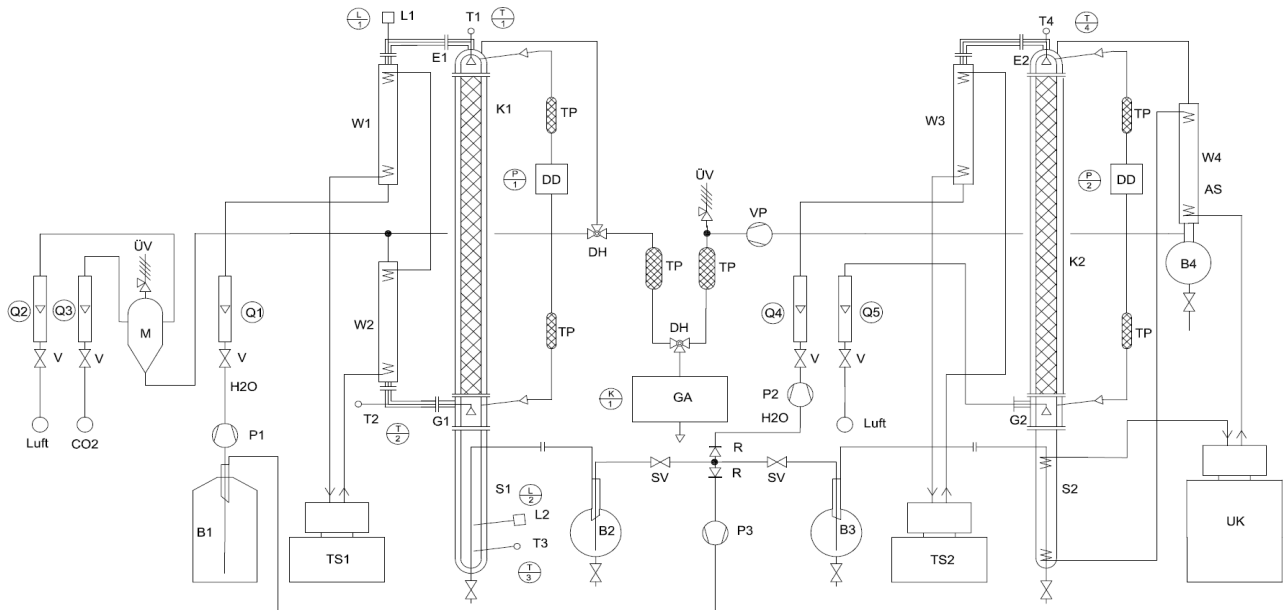 L
1
L1
T1
T
1
T4
T
4
E1
E2
K1
TP
TP
W1
W3
W4
P
1
DD
ÜV
VP
P
2
DD
AS
ÜV
DH
TP
TP
K2
B4
Q2
Q3
M
Q1
W2
TP
Q4
Q5
TP
V
V
V
DH
V
V
H2O
K
1
GA
P2
T2
T
2
G1
H2O
G2
Luft
CO2
P1
Luft
R
R
SV
SV
S1
L
2
S2
L2
B1
B2
P3
B3
UK
T3
TS1
T
3
TS2